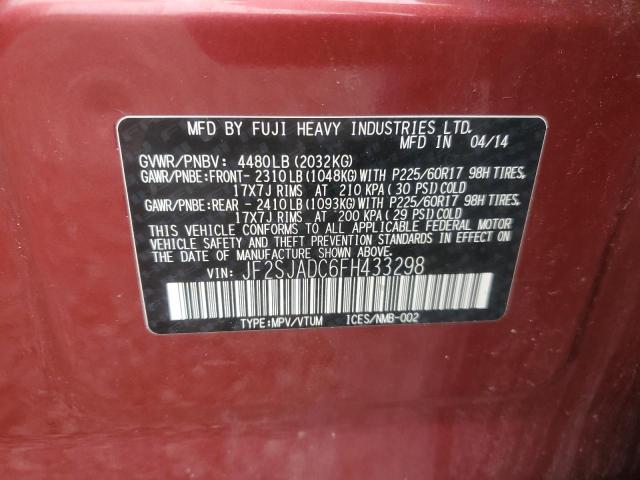 MFD BY FUJI HEAVY INDUSTRIES LTD.
MFD IN 04/14
GVWR/PNBV: 4480LB(2032KG)
GAWR/PNBE:FRONT- 2310LB(1048KG)WITH P225/60R17 98H TIRES,
17X7J RIMS AT 210 KPA(30 PSI)COLD
GAWR/PNBE:REAR - 2410LB(1093KG)WITH P225/60R17 98H TIRES,
17X7J RIMS AT 200 KPA(29 PSI)COLD
THIS VEHICLE CONFORMS TO ALL APPLICABLE FEDERAL MOTOR
VEHICLE SAFETY AND THEFT PREVENTION STANDARDS IN EFFECT
ON THE DATE OF MANUFACTURE SHOWN ABOVE.
VIN: JF2SJADC6FH433298
TYPE:MPV/VTUM ICES/NMB-002